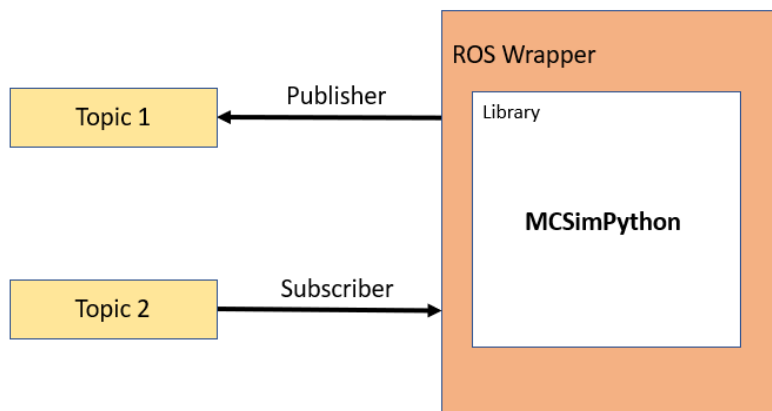 ROS Wrapper
Publisher
Topic 1
Library
MCSimPython
Subscriber
Topic 2